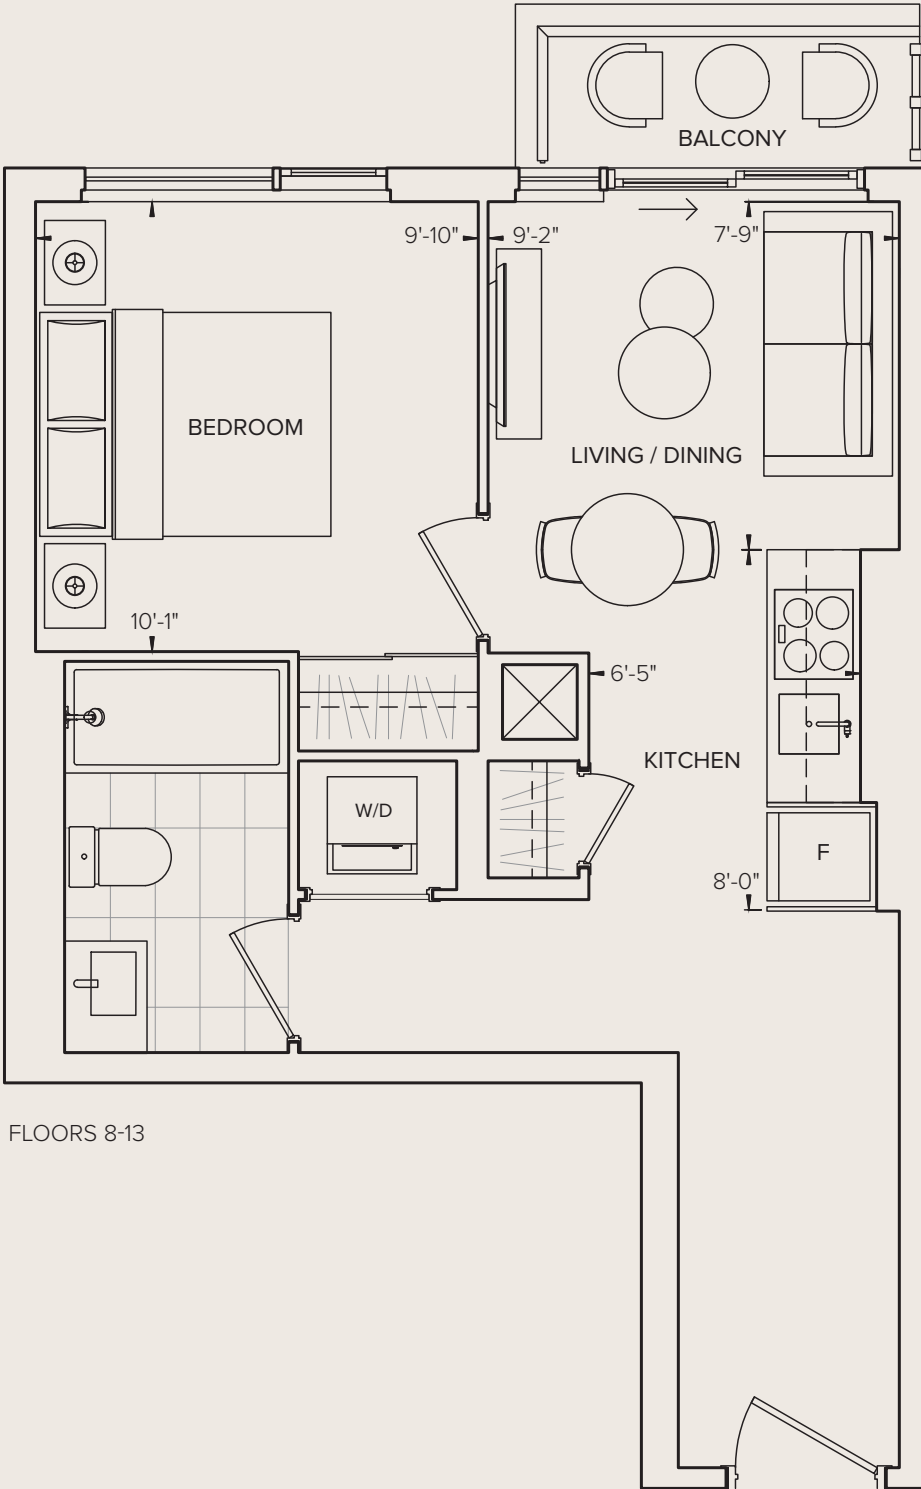 BALCONY
9'-10"
9'-2"
7'-9"
BEDROOM
LIVING / DINING
10'-1"
6'-5"
KITCHEN
W/D
F
8'-0"
FLOORS 8-13